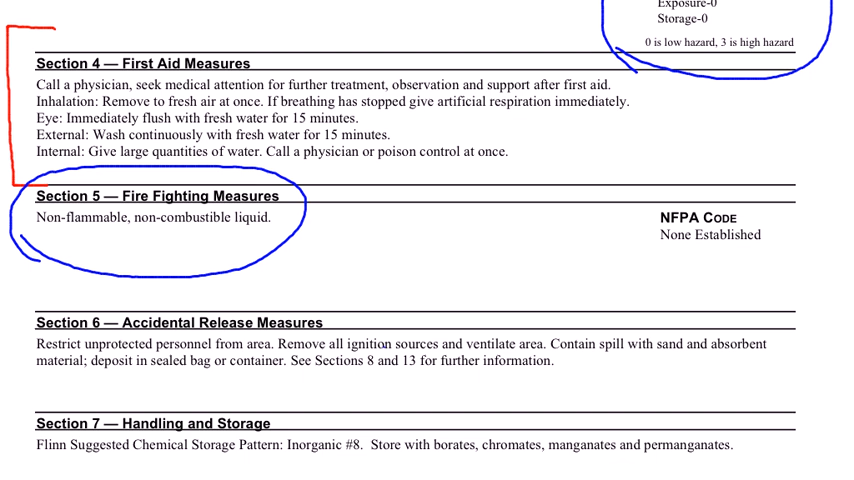 Exposure-0
Storage-0
0 is low hazard, 3 is high hazard
Section 4 — First Aid Measures
Call a physician, seek medical attention for further treatment, observation and support after first aid.
Inhalation: Remove to fresh air at once. If breathing has stopped give artificial respiration immediately.
Eye: Immediately flush with fresh water for 15 minutes.
External: Wash continuously with fresh water for 15 minutes.
Internal: Give large quantities of water. Call a physician or poison control at once.
Section 5 — Fire Fighting Measures
Non-flammable, non-combustible liquid.
NFPA CODE
None Established
Section 6 — Accidental Release Measures
Restrict unprotected personnel from area. Remove all ignition sources and ventilate area. Contain spill with sand and absorbent
material; deposit in sealed bag or container. See Sections 8 and 13 for further information.
Section 7 — Handling and Storage
Flinn Suggested Chemical Storage Pattern: Inorganic #8. Store with borates, chromates, manganates and permanganates.